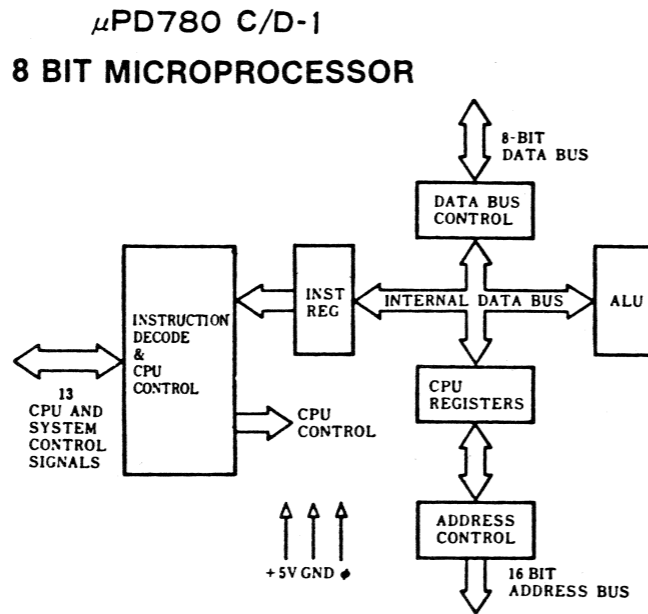 μPD780 C/D-1
8 BIT MICROPROCESSOR
8-BIT
DATA BUS
DATA BUS
CONTROL
INSTRUCTION
DECODE
&
CPU
CONTROL
INST
REG
INTERNAL DATA BUS
ALU
13
CPU AND
SYSTEM
CONTROL
SIGNALS
CPU
CONTROL
CPU
REGISTERS
ADDRESS
CONTROL
+5V GND ϕ
16 BIT
ADDRESS BUS